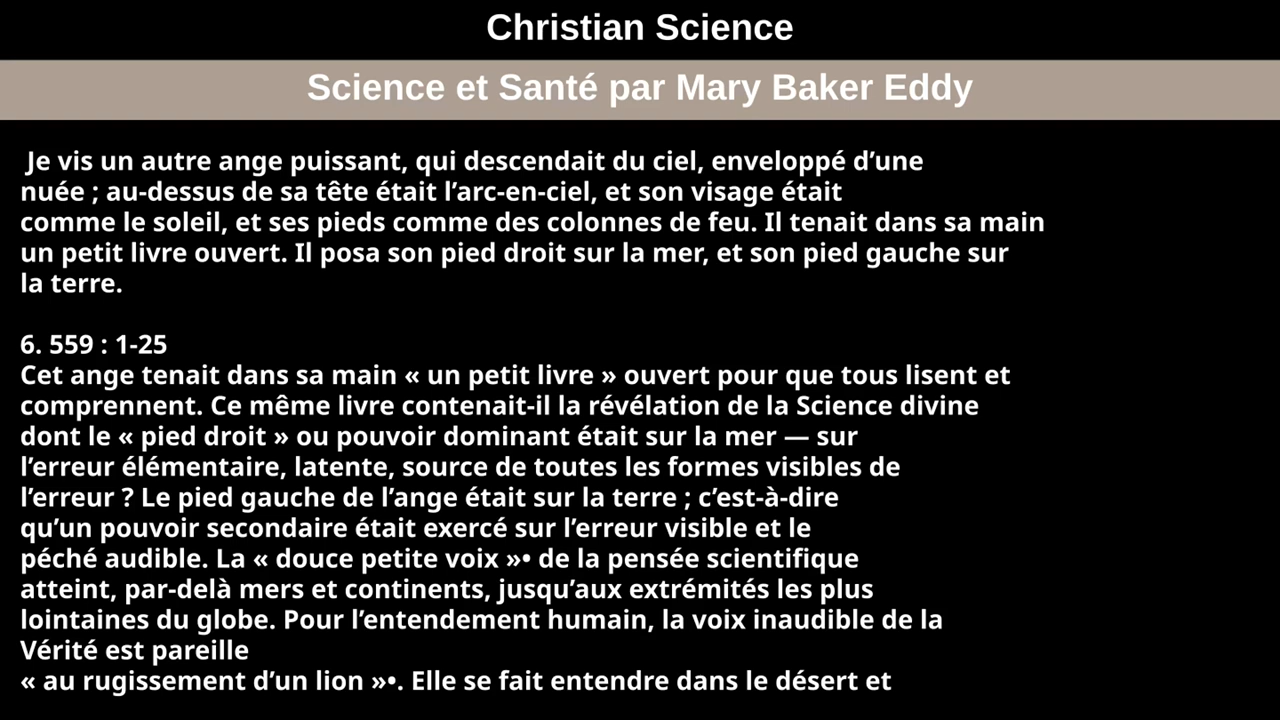 Christian Science
Science et Santé par Mary Baker Eddy
Je vis un autre ange puissant, qui descendait du ciel, enveloppé d’une
nuée ; au-dessus de sa tête était l’arc-en-ciel, et son visage était
comme le soleil, et ses pieds comme des colonnes de feu. Il tenait dans sa main
un petit livre ouvert. Il posa son pied droit sur la mer, et son pied gauche sur
la terre.
6. 559 : 1-25
Cet ange tenait dans sa main « un petit livre » ouvert pour que tous lisent et
comprennent. Ce même livre contenait-il la révélation de la Science divine
dont le « pied droit » ou pouvoir dominant était sur la mer — sur
l’erreur élémentaire, latente, source de toutes les formes visibles de
l’erreur ? Le pied gauche de l’ange était sur la terre ; c’est-à-dire
qu’un pouvoir secondaire était exercé sur l’erreur visible et le
péché audible. La « douce petite voix »• de la pensée scientifique
atteint, par-delà mers et continents, jusqu’aux extrémités les plus
lointaines du globe. Pour l’entendement humain, la voix inaudible de la
Vérité est pareille
« au rugissement d’un lion »•. Elle se fait entendre dans le désert et